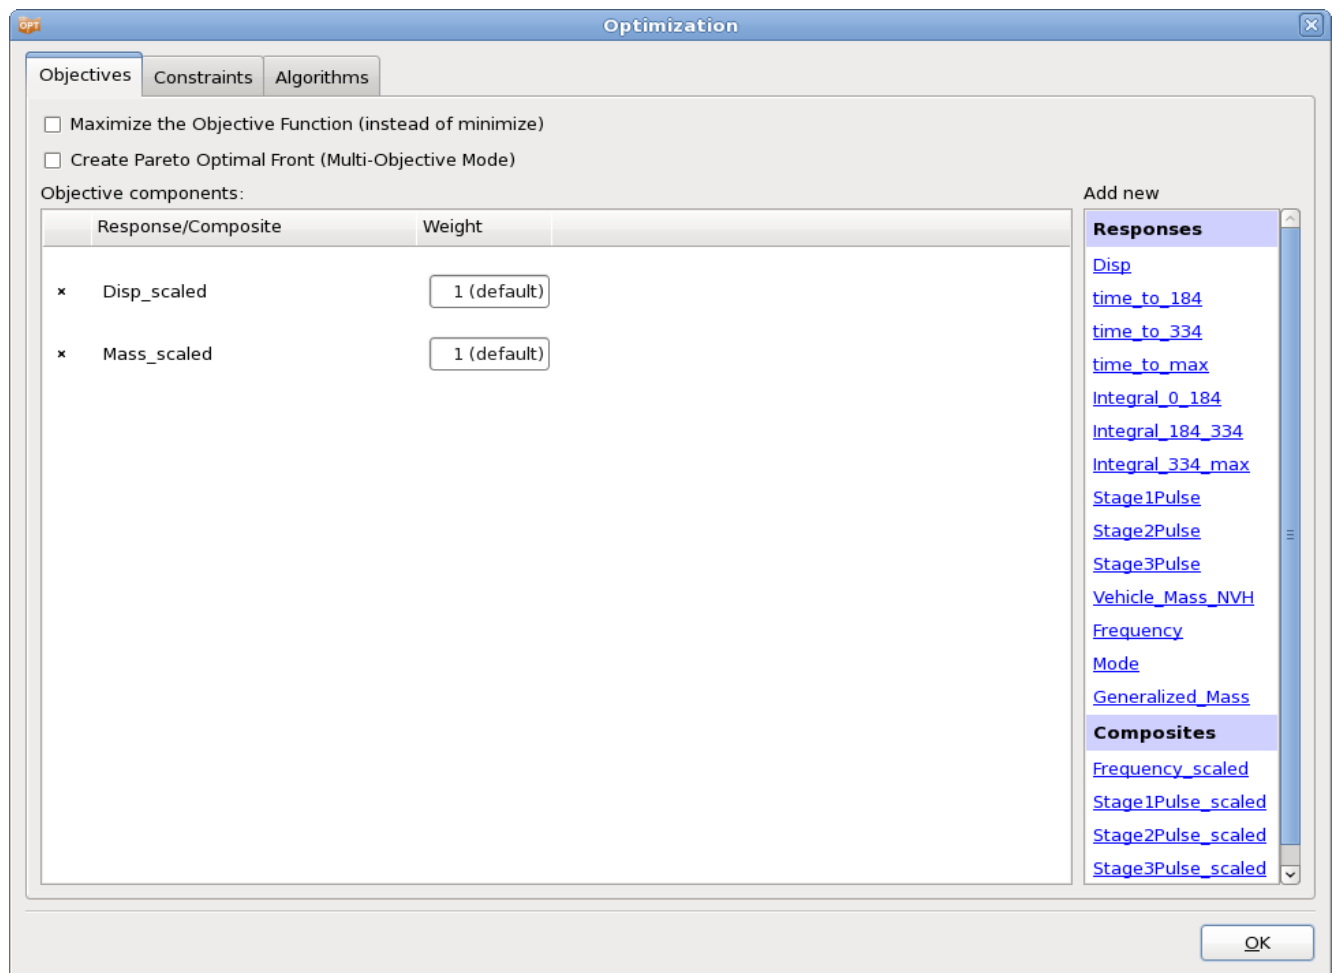 OPT
Optimization
Objectives Constraints Algorithms
Maximize the Objective Function (instead of minimize)
Create Pareto Optimal Front (Multi-Objective Mode)
Objective components:
Add new
Response/Composite Weight
Disp_scaled 1 (default)
Mass_scaled 1 (default)
Responses
Disp
time_to_184
time_to_334
time_to_max
Integral_0_184
Integral_184_334
Integral_334_max
Stage1Pulse
Stage2Pulse
Stage3Pulse
Vehicle_Mass_NVH
Frequency
Mode
Generalized_Mass
Composites
Frequency_scaled
Stage1Pulse_scaled
Stage2Pulse_scaled
Stage3Pulse_scaled
OK